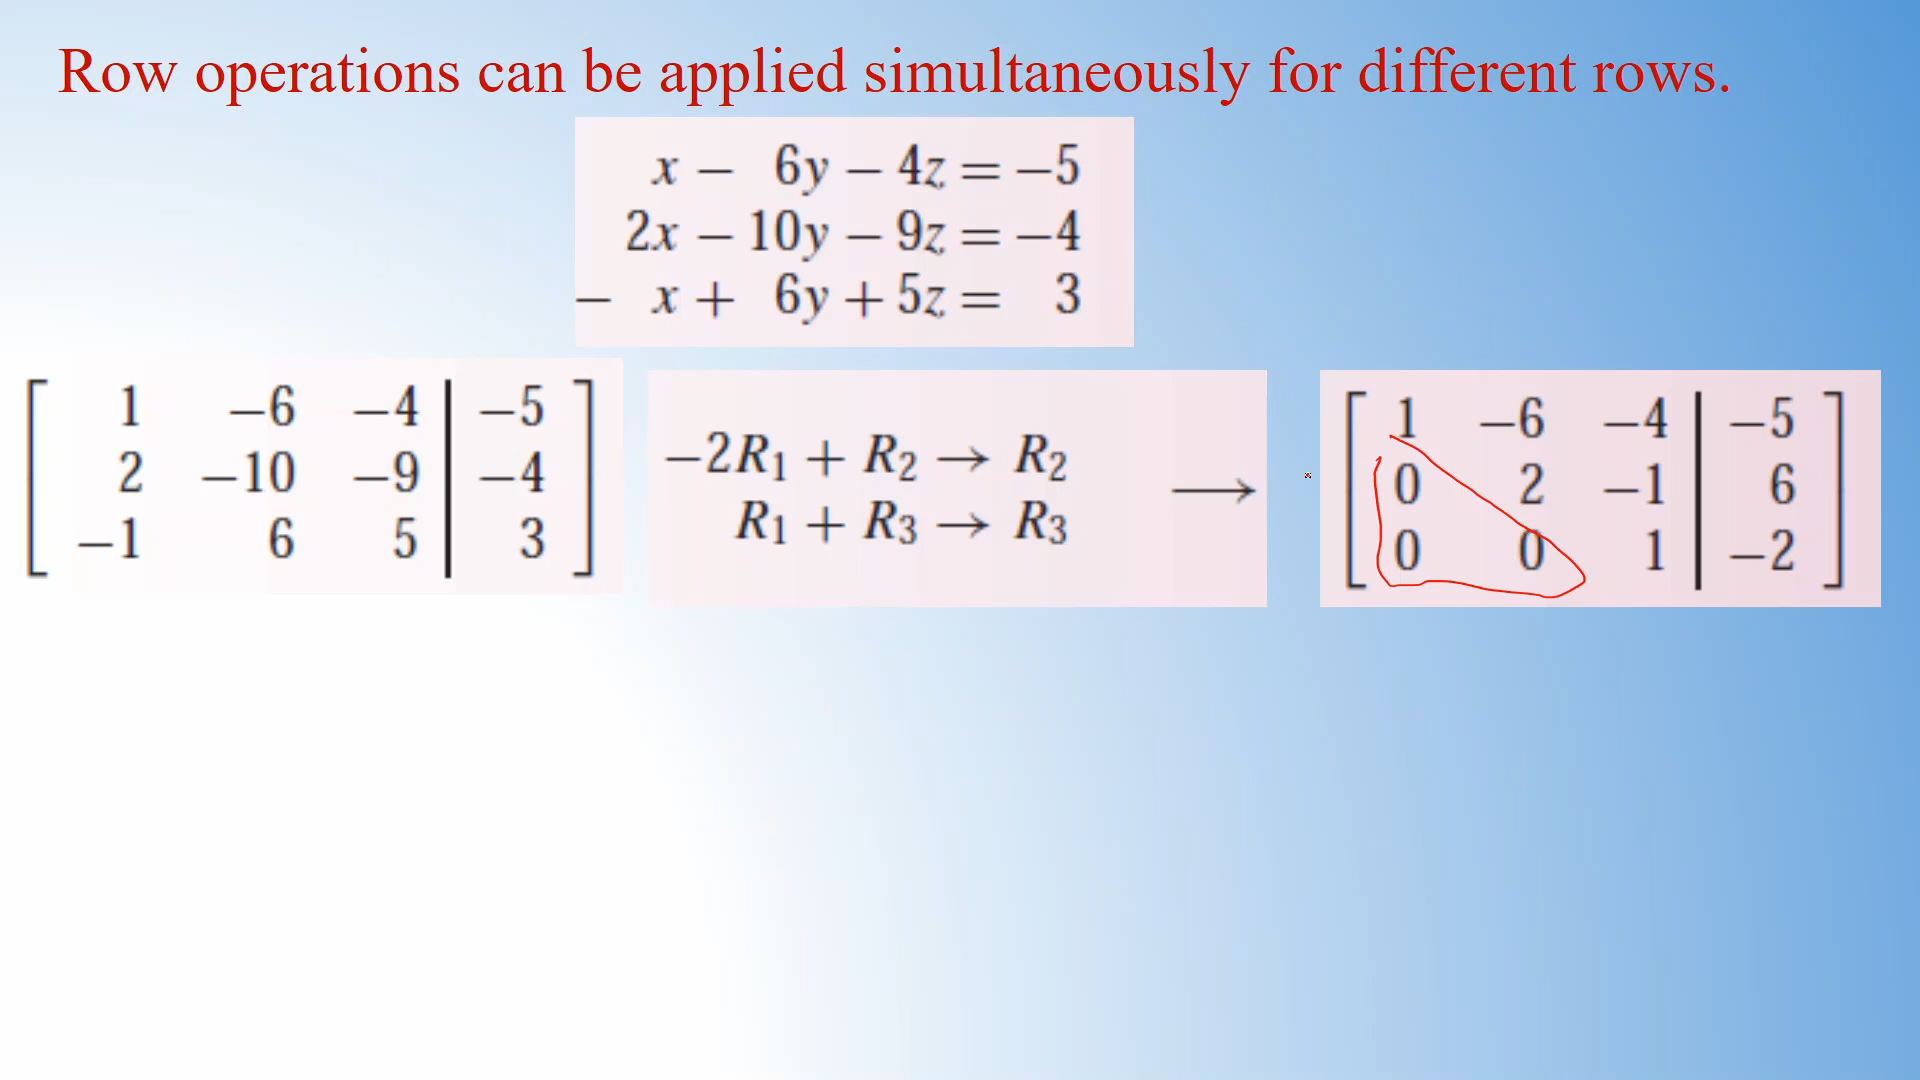 Row operations can be applied simultaneously for different rows.
x − 6y − 4z = −5
2x − 10y − 9z = −4
− x + 6y + 5z = 3
1 −6 −4 | −5
2 −10 −9 | −4
−1 6 5 | 3
−2R₁ + R₂ → R₂
R₁ + R₃ → R₃
⟶
1 −6 −4 | −5
0 2 −1 | 6
0 0 1 | −2